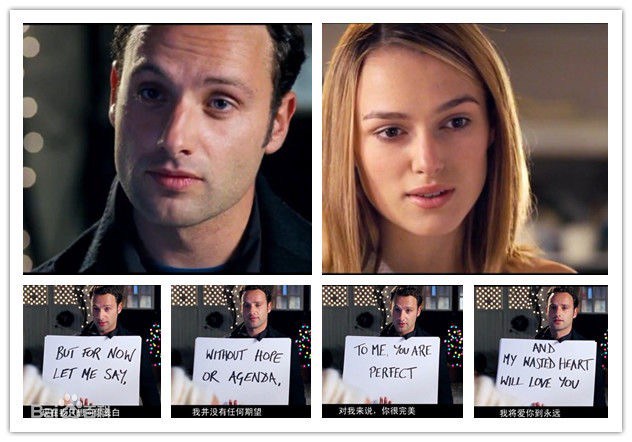 BUT FOR NOW
LET ME SAY,
WITHOUT HOPE
OR AGENDA,
我并没有任何期望
TO ME, YOU ARE
PERFECT
对我来说，你很完美
AND
MY WASTED HEART
WILL LOVE YOU
我将爱你到永远